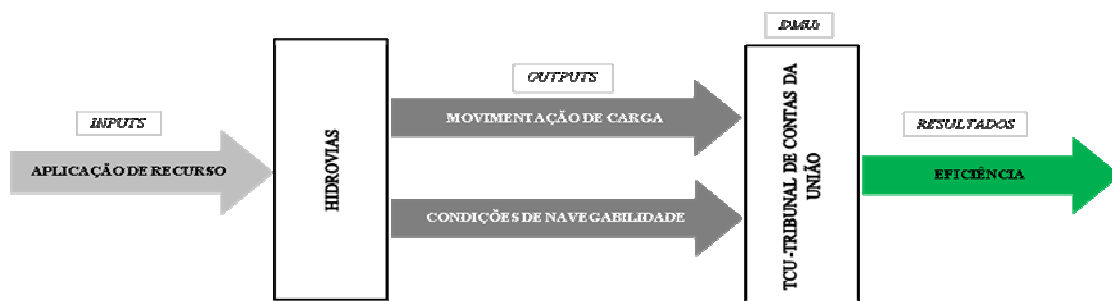 INPUTS
APLICAÇÃO DE RECURSO
HIDROVIAS
OUTPUTS
MOVIMENTAÇÃO DE CARGA
CONDIÇÕES DE NAVEGABILIDADE
DMUs
TCU -TRIBUNAL DE CONTAS DA
UNIÃO
RESULTADOS
EFICIÊNCIA